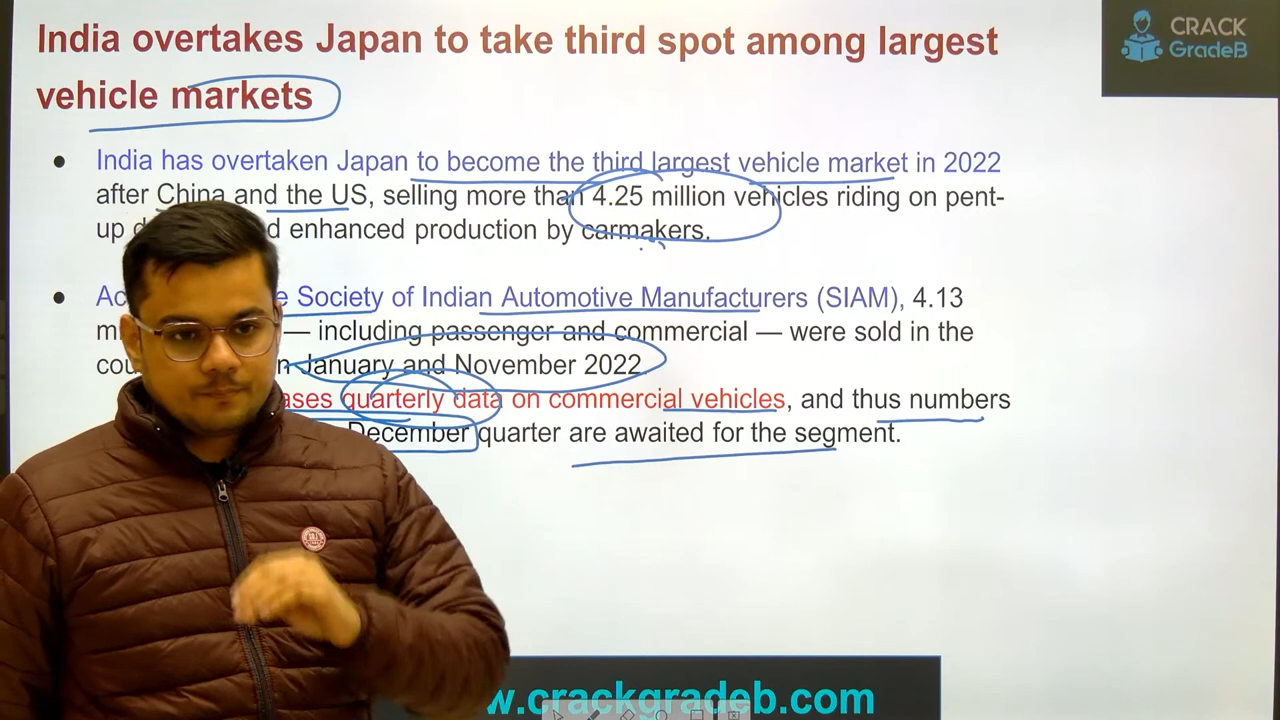 India overtakes Japan to take third spot among largest
vehicle markets
CRACK
GradeB
• India has overtaken Japan to become the third largest vehicle market in 2022
after China and the US, selling more than 4.25 million vehicles riding on pent-
up enhanced production by carmakers.
• Society of Indian Automotive Manufacturers (SIAM), 4.13
— including passenger and commercial — were sold in the
January and November 2022.
quarterly data on commercial vehicles, and thus numbers
December quarter are awaited for the segment.
w.crackgradeb.com